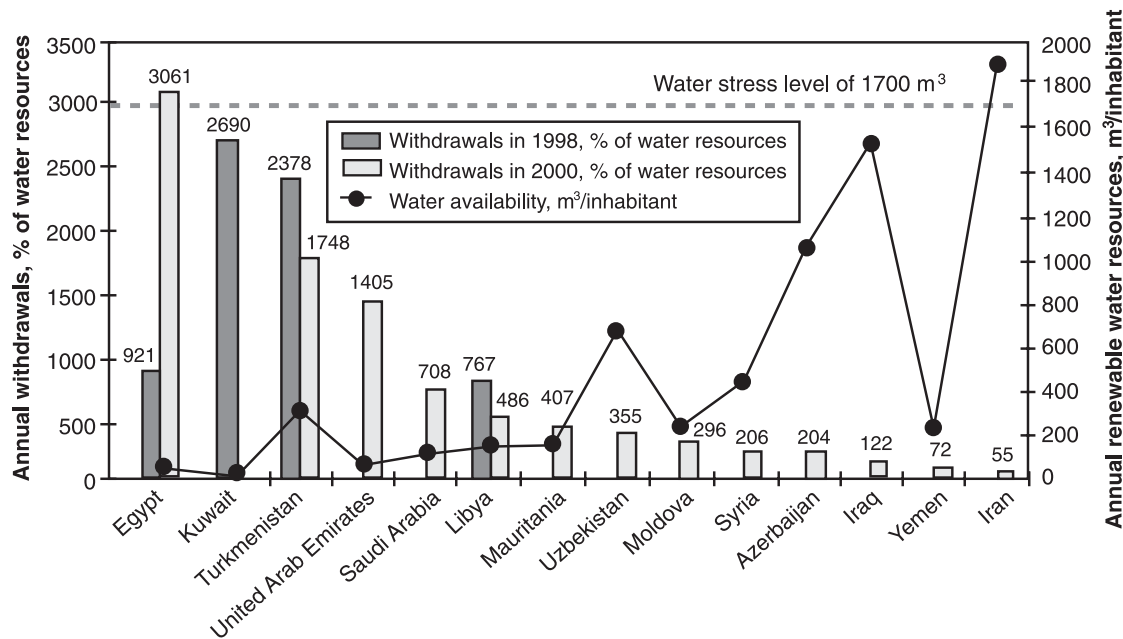 Annual withdrawals, % of water resources
3500
3000
2500
2000
1500
1000
500
0
Water stress level of 1700 m³
Withdrawals in 1998, % of water resources
Withdrawals in 2000, % of water resources
Water availability, m³/inhabitant
921
3061
2690
2378
1748
1405
708
767
486
407
355
296
206
204
122
72
55
Egypt
Kuwait
Turkmenistan
United Arab Emirates
Saudi Arabia
Libya
Mauritania
Uzbekistan
Moldova
Syria
Azerbaijan
Iraq
Yemen
Iran
2000
1800
1600
1400
1200
1000
800
600
400
200
0
Annual renewable water resources, m³/inhabitant